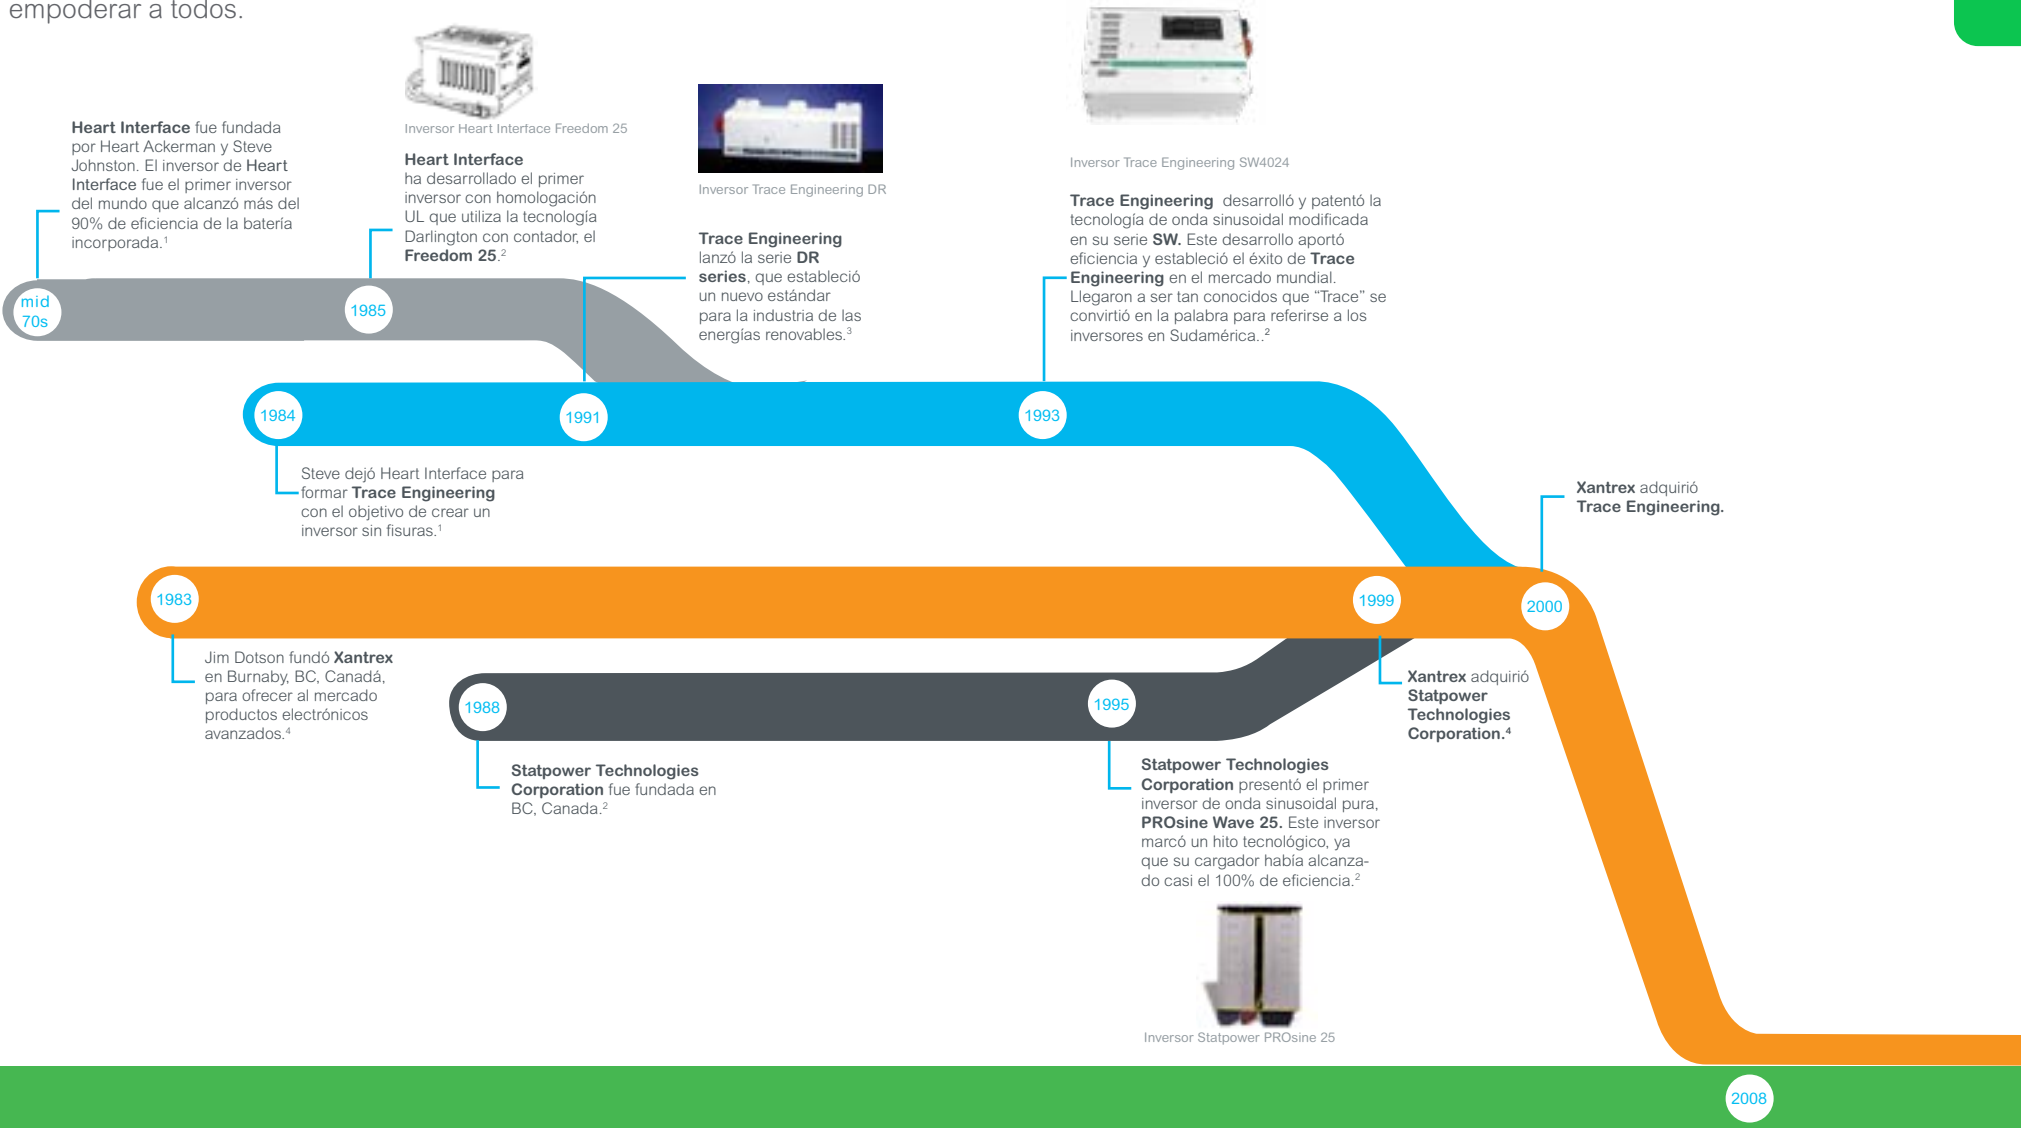 empoderar a todos.
Inversor Heart Interface Freedom 25
Heart Interface fue fundada
por Heart Ackerman y Steve
Johnston. El inversor de Heart
Interface fue el primer inversor
del mundo que alcanzó más del
90% de eficiencia de la batería
incorporada.¹
Heart Interface
ha desarrollado el primer
inversor con homologación
UL que utiliza la tecnología
Darlington con contador, el
Freedom 25.²
Inversor Trace Engineering DR
Trace Engineering
lanzó la serie DR
series, que estableció
un nuevo estándar
para la industria de las
energías renovables.³
Inversor Trace Engineering SW4024
Trace Engineering desarrolló y patentó la
tecnología de onda sinusoidal modificada
en su serie SW. Este desarrollo aportó
eficiencia y estableció el éxito de Trace
Engineering en el mercado mundial.
Llegaron a ser tan conocidos que “Trace” se
convirtió en la palabra para referirse a los
inversores en Sudamérica..²
mid
70s
1985
1984
1991
1993
Steve dejó Heart Interface para
formar Trace Engineering
con el objetivo de crear un
inversor sin fisuras.¹
Xantrex adquirió
Trace Engineering.
1983
1999
2000
Jim Dotson fundó Xantrex
en Burnaby, BC, Canadá,
para ofrecer al mercado
productos electrónicos
avanzados.⁴
1988
1995
Xantrex adquirió
Statpower
Technologies
Corporation.⁴
Statpower Technologies
Corporation fue fundada en
BC, Canada.²
Statpower Technologies
Corporation presentó el primer
inversor de onda sinusoidal pura,
PROsine Wave 25. Este inversor
marcó un hito tecnológico, ya
que su cargador había alcanza-
do casi el 100% de eficiencia.²
Inversor Statpower PROsine 25
2008